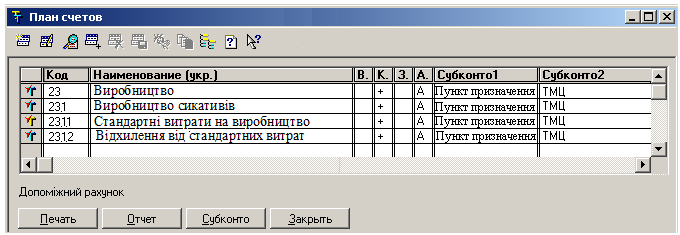 План счетов
Код Наименование (укр.) В. К. З. А. Субконто1 Субконто2
23 Виробництво + А Пункт призначення ТМЦ
23.1 Виробництво сикативів + А Пункт призначення ТМЦ
23.1.1 Стандартні витрати на виробництво + А Пункт призначення ТМЦ
23.1.2 Відхилення від стандартних витрат + А Пункт призначення ТМЦ
Допоміжний рахунок
Печать Отчет Субконто Закрыть